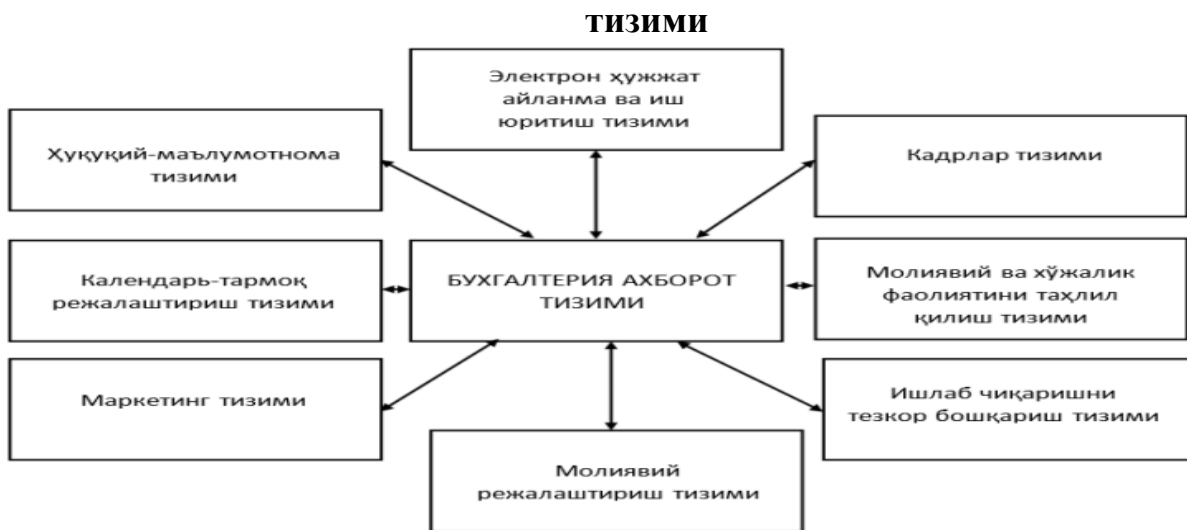 тизими
Электрон ҳужжат
айланма ва иш
юритиш тизими
Ҳуқуқий-маълумотнома
тизими
Кадрлар тизими
Календарь-тармоқ
режалаштириш тизими
БУХГАЛТЕРИЯ АХБОРОТ
ТИЗИМИ
Молиявий ва хўжалик
фаолиятини таҳлил
қилиш тизими
Маркетинг тизими
Ишлаб чиқаришни
тезкор бошқариш тизими
Молиявий
режалаштириш тизими